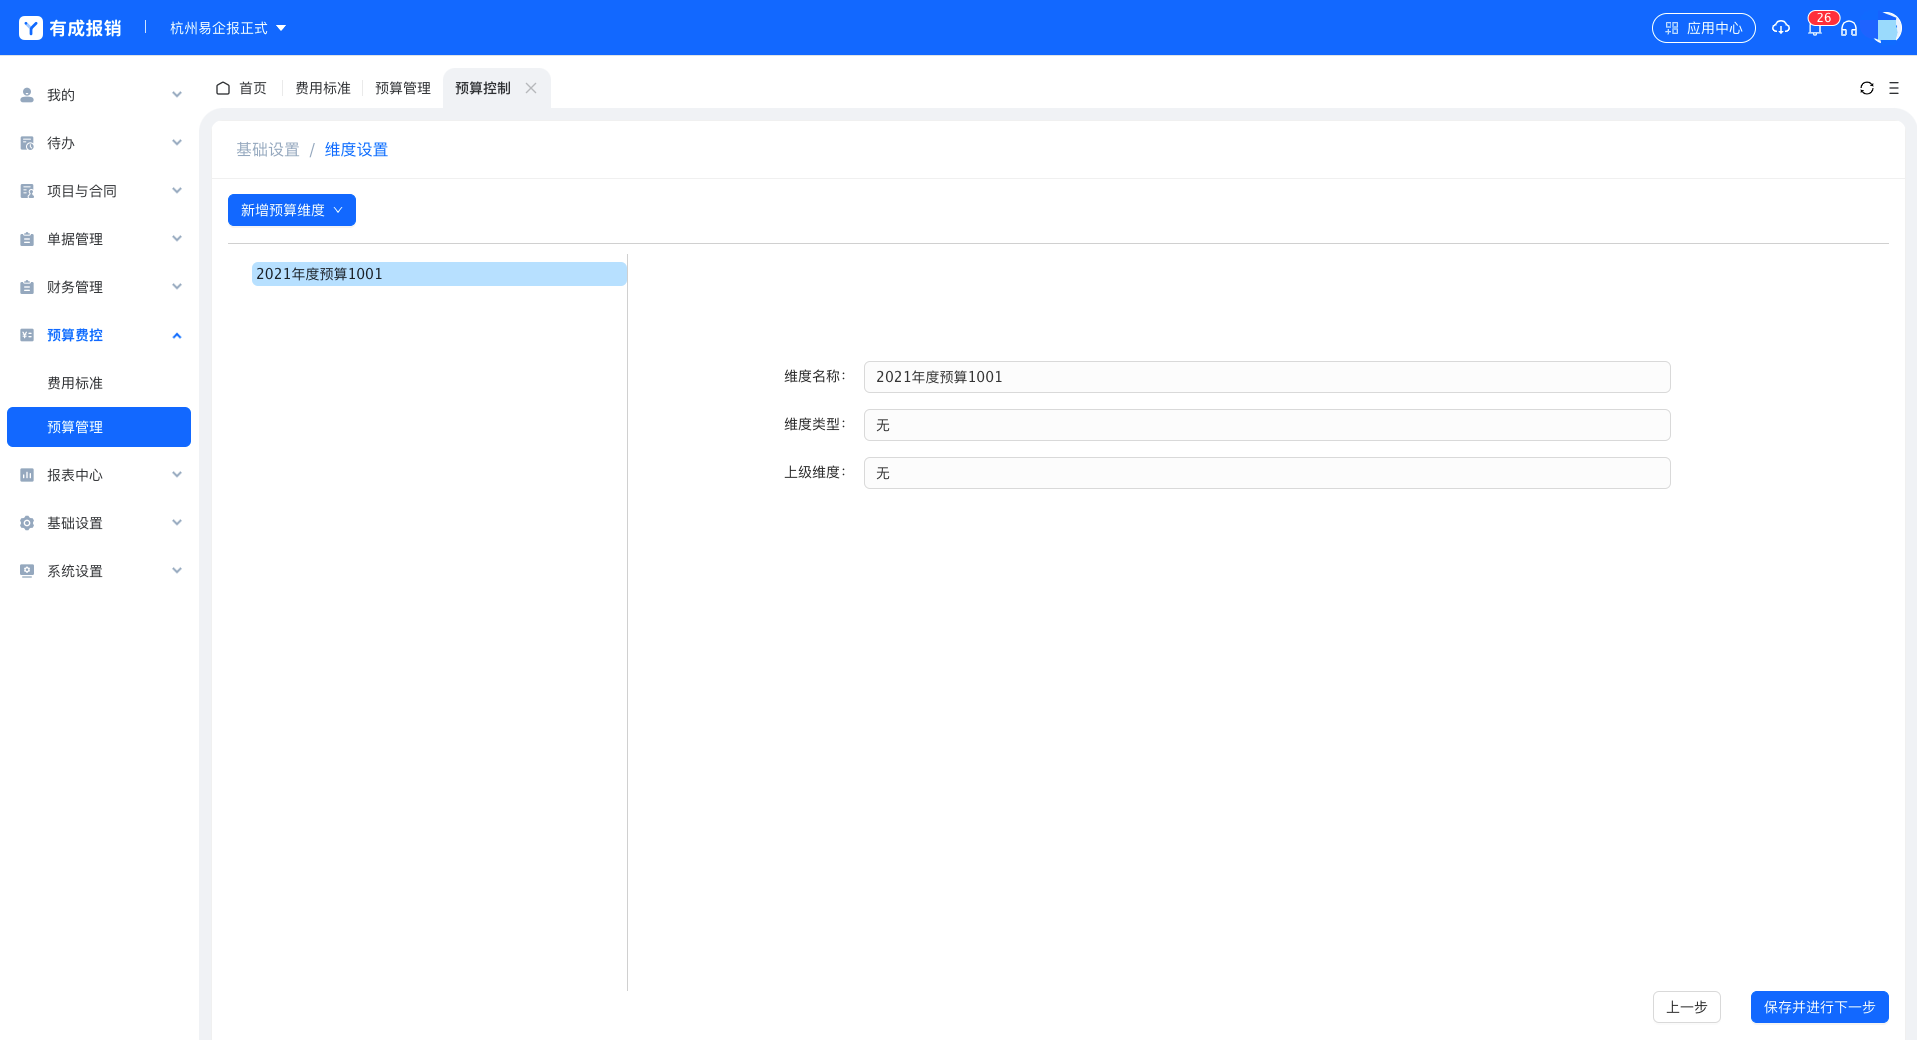 有成报销
杭州易企报正式
应用中心
26
我的
待办
项目与合同
单据管理
财务管理
预算费控
费用标准
预算管理
报表中心
基础设置
系统设置
首页
费用标准
预算管理
预算控制
基础设置 / 维度设置
新增预算维度
2021年度预算1001
维度名称: 2021年度预算1001
维度类型: 无
上级维度: 无
上一步
保存并进行下一步